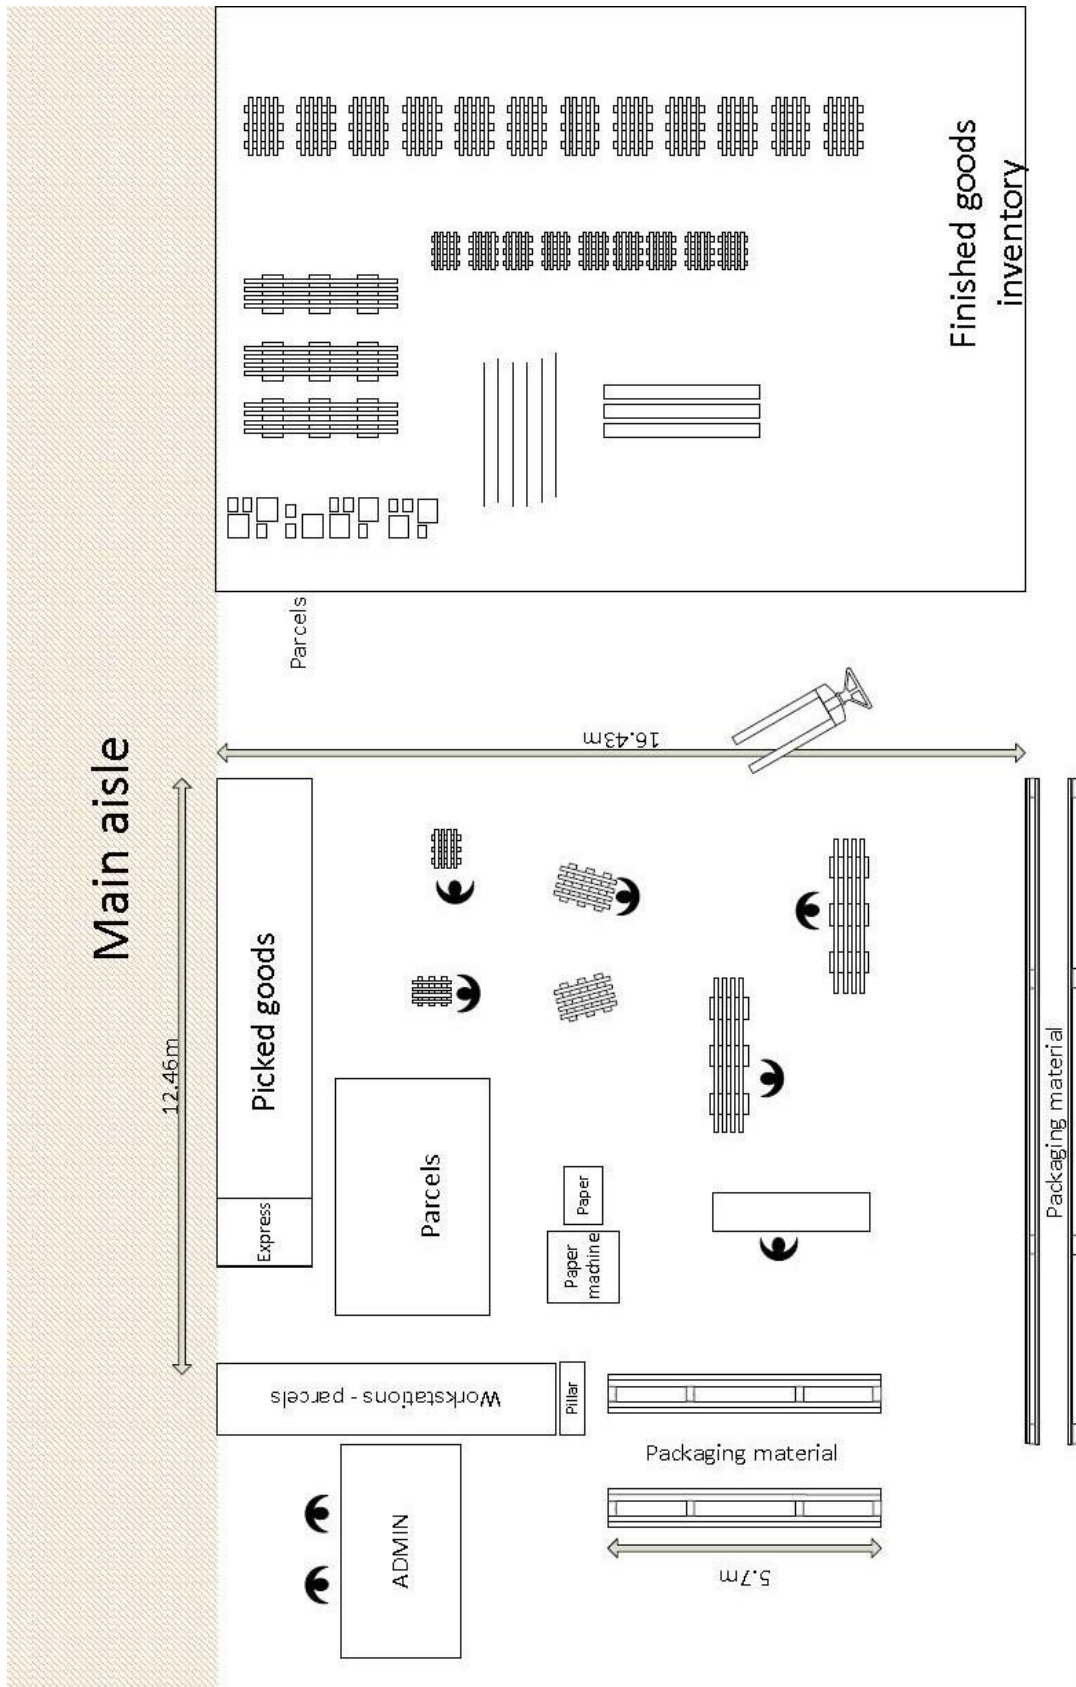 Finished goods
inventory
Parcels
Main aisle
16.43m
12.46m
Picked goods
Express
Parcels
Paper
Paper
machine
Packaging material
Workstations - parcels
Pillar
Packaging material
ADMIN
5.7m